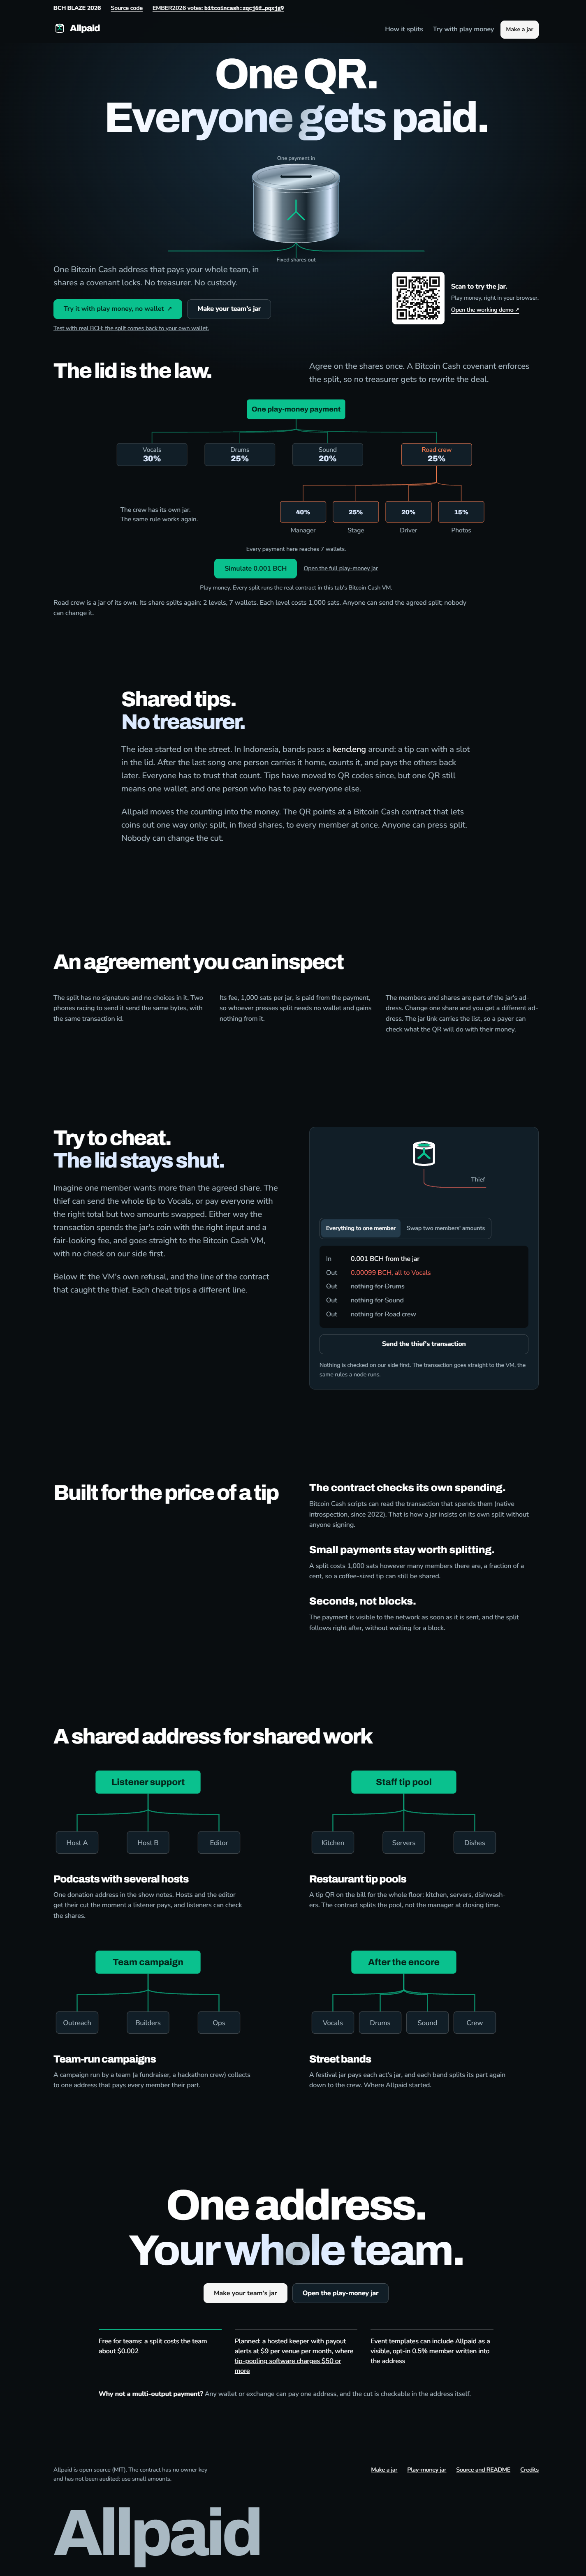 BCH BLAZE 2026 Source code EMBER2026 votes: bitcoincash:zqcj6f…pqxjg9
Allpaid How it splits Try with play money Make a jar
One QR.
Everyone gets paid.
One payment in
Fixed shares out
One Bitcoin Cash address that pays your whole team, in
shares a covenant locks. No treasurer. No custody.
Try it with play money, no wallet ↗ Make your team's jar
Test with real BCH: the split comes back to your own wallet.
Scan to try the jar.
Play money, right in your browser.
Open the working demo ↗
The lid is the law.
Agree on the shares once. A Bitcoin Cash covenant enforces
the split, so no treasurer gets to rewrite the deal.
One play-money payment
Vocals Drums Sound Road crew
30% 25% 20% 25%
The crew has its own jar.
The same rule works again.
40% 25% 20% 15%
Manager Stage Driver Photos
Every payment here reaches 7 wallets.
Simulate 0.001 BCH Open the full play-money jar
Play money. Every split runs the real contract in this tab's Bitcoin Cash VM.
Road crew is a jar of its own. Its share splits again: 2 levels, 7 wallets. Each level costs 1,000 sats. Anyone can send the agreed split; nobody
can change it.
Shared tips.
No treasurer.
The idea started on the street. In Indonesia, bands pass a kencleng around: a tip can with a slot
in the lid. After the last song one person carries it home, counts it, and pays the others back
later. Everyone has to trust that count. Tips have moved to QR codes since, but one QR still
means one wallet, and one person who has to pay everyone else.
Allpaid moves the counting into the money. The QR points at a Bitcoin Cash contract that lets
coins out one way only: split, in fixed shares, to every member at once. Anyone can press split.
Nobody can change the cut.
An agreement you can inspect
The split has no signature and no choices in it. Two
phones racing to send it send the same bytes, with
the same transaction id.
Its fee, 1,000 sats per jar, is paid from the payment,
so whoever presses split needs no wallet and gains
nothing from it.
The members and shares are part of the jar's ad-
dress. Change one share and you get a different ad-
dress. The jar link carries the list, so a payer can
check what the QR will do with their money.
Try to cheat.
The lid stays shut.
Imagine one member wants more than the agreed share. The
thief can send the whole tip to Vocals, or pay everyone with
the right total but two amounts swapped. Either way the
transaction spends the jar's coin with the right input and a
fair-looking fee, and goes straight to the Bitcoin Cash VM,
with no check on our side first.
Below it: the VM's own refusal, and the line of the contract
that caught the thief. Each cheat trips a different line.
Thief
Everything to one member Swap two members' amounts
In 0.001 BCH from the jar
Out 0.00099 BCH, all to Vocals
Out nothing for Drums
Out nothing for Sound
Out nothing for Road crew
Send the thief's transaction
Nothing is checked on our side first. The transaction goes straight to the VM, the
same rules a node runs.
Built for the price of a tip
The contract checks its own spending.
Bitcoin Cash scripts can read the transaction that spends them (native
introspection, since 2022). That is how a jar insists on its own split without
anyone signing.
Small payments stay worth splitting.
A split costs 1,000 sats however many members there are, a fraction of a
cent, so a coffee-sized tip can still be shared.
Seconds, not blocks.
The payment is visible to the network as soon as it is sent, and the split
follows right after, without waiting for a block.
A shared address for shared work
Listener support
Host A Host B Editor
Podcasts with several hosts
One donation address in the show notes. Hosts and the editor
get their cut the moment a listener pays, and listeners can check
the shares.
Staff tip pool
Kitchen Servers Dishes
Restaurant tip pools
A tip QR on the bill for the whole floor: kitchen, servers, dishwash-
ers. The contract splits the pool, not the manager at closing time.
Team campaign
Outreach Builders Ops
Team-run campaigns
A campaign run by a team (a fundraiser, a hackathon crew) collects
to one address that pays every member their part.
After the encore
Vocals Drums Sound Crew
Street bands
A festival jar pays each act's jar, and each band splits its part again
down to the crew. Where Allpaid started.
One address.
Your whole team.
Make your team's jar Open the play-money jar
Free for teams: a split costs the team
about $0.002
Planned: a hosted keeper with payout
alerts at $9 per venue per month, where
tip-pooling software charges $50 or
more
Event templates can include Allpaid as a
visible, opt-in 0.5% member written into
the address
Why not a multi-output payment? Any wallet or exchange can pay one address, and the cut is checkable in the address itself.
Allpaid is open source (MIT). The contract has no owner key
and has not been audited: use small amounts.
Make a jar Play-money jar Source and README Credits
Allpaid